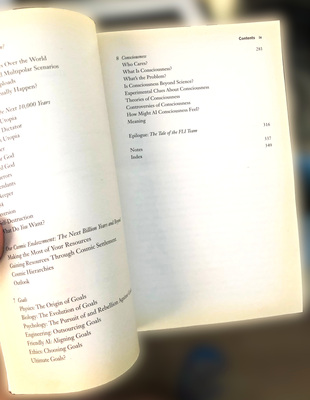 , Over the World
Multipolar Scenarios
ploads
ually Happen?
Next 10,000 Years
Utopia
Dictator
Utopia
God
Destruction
What Do You Want?
Our Cosmic Endowment: The Next Billion Years and Beyond
Making the Most of Your Resources
Gaining Resources Through Cosmic Settlement
Cosmic Hierarchies
Outlook
7 Goals
Physics: The Origin of Goals
Biology: The Evolution of Goals
Psychology: The Pursuit of and Rebellion Against
Engineering: Outsourcing Goals
Friendly AI: Aligning Goals
Ethics: Choosing Goals
Ultimate Goals?
Contents ix
8 Consciousness 281
Who Cares?
What Is Consciousness?
What's the Problem?
Is Consciousness Beyond Science?
Experimental Clues About Consciousness
Theories of Consciousness
Controversies of Consciousness
How Might AI Consciousness Feel?
Meaning
Epilogue: The Tale of the FLI Team 316
Notes 337
Index 349